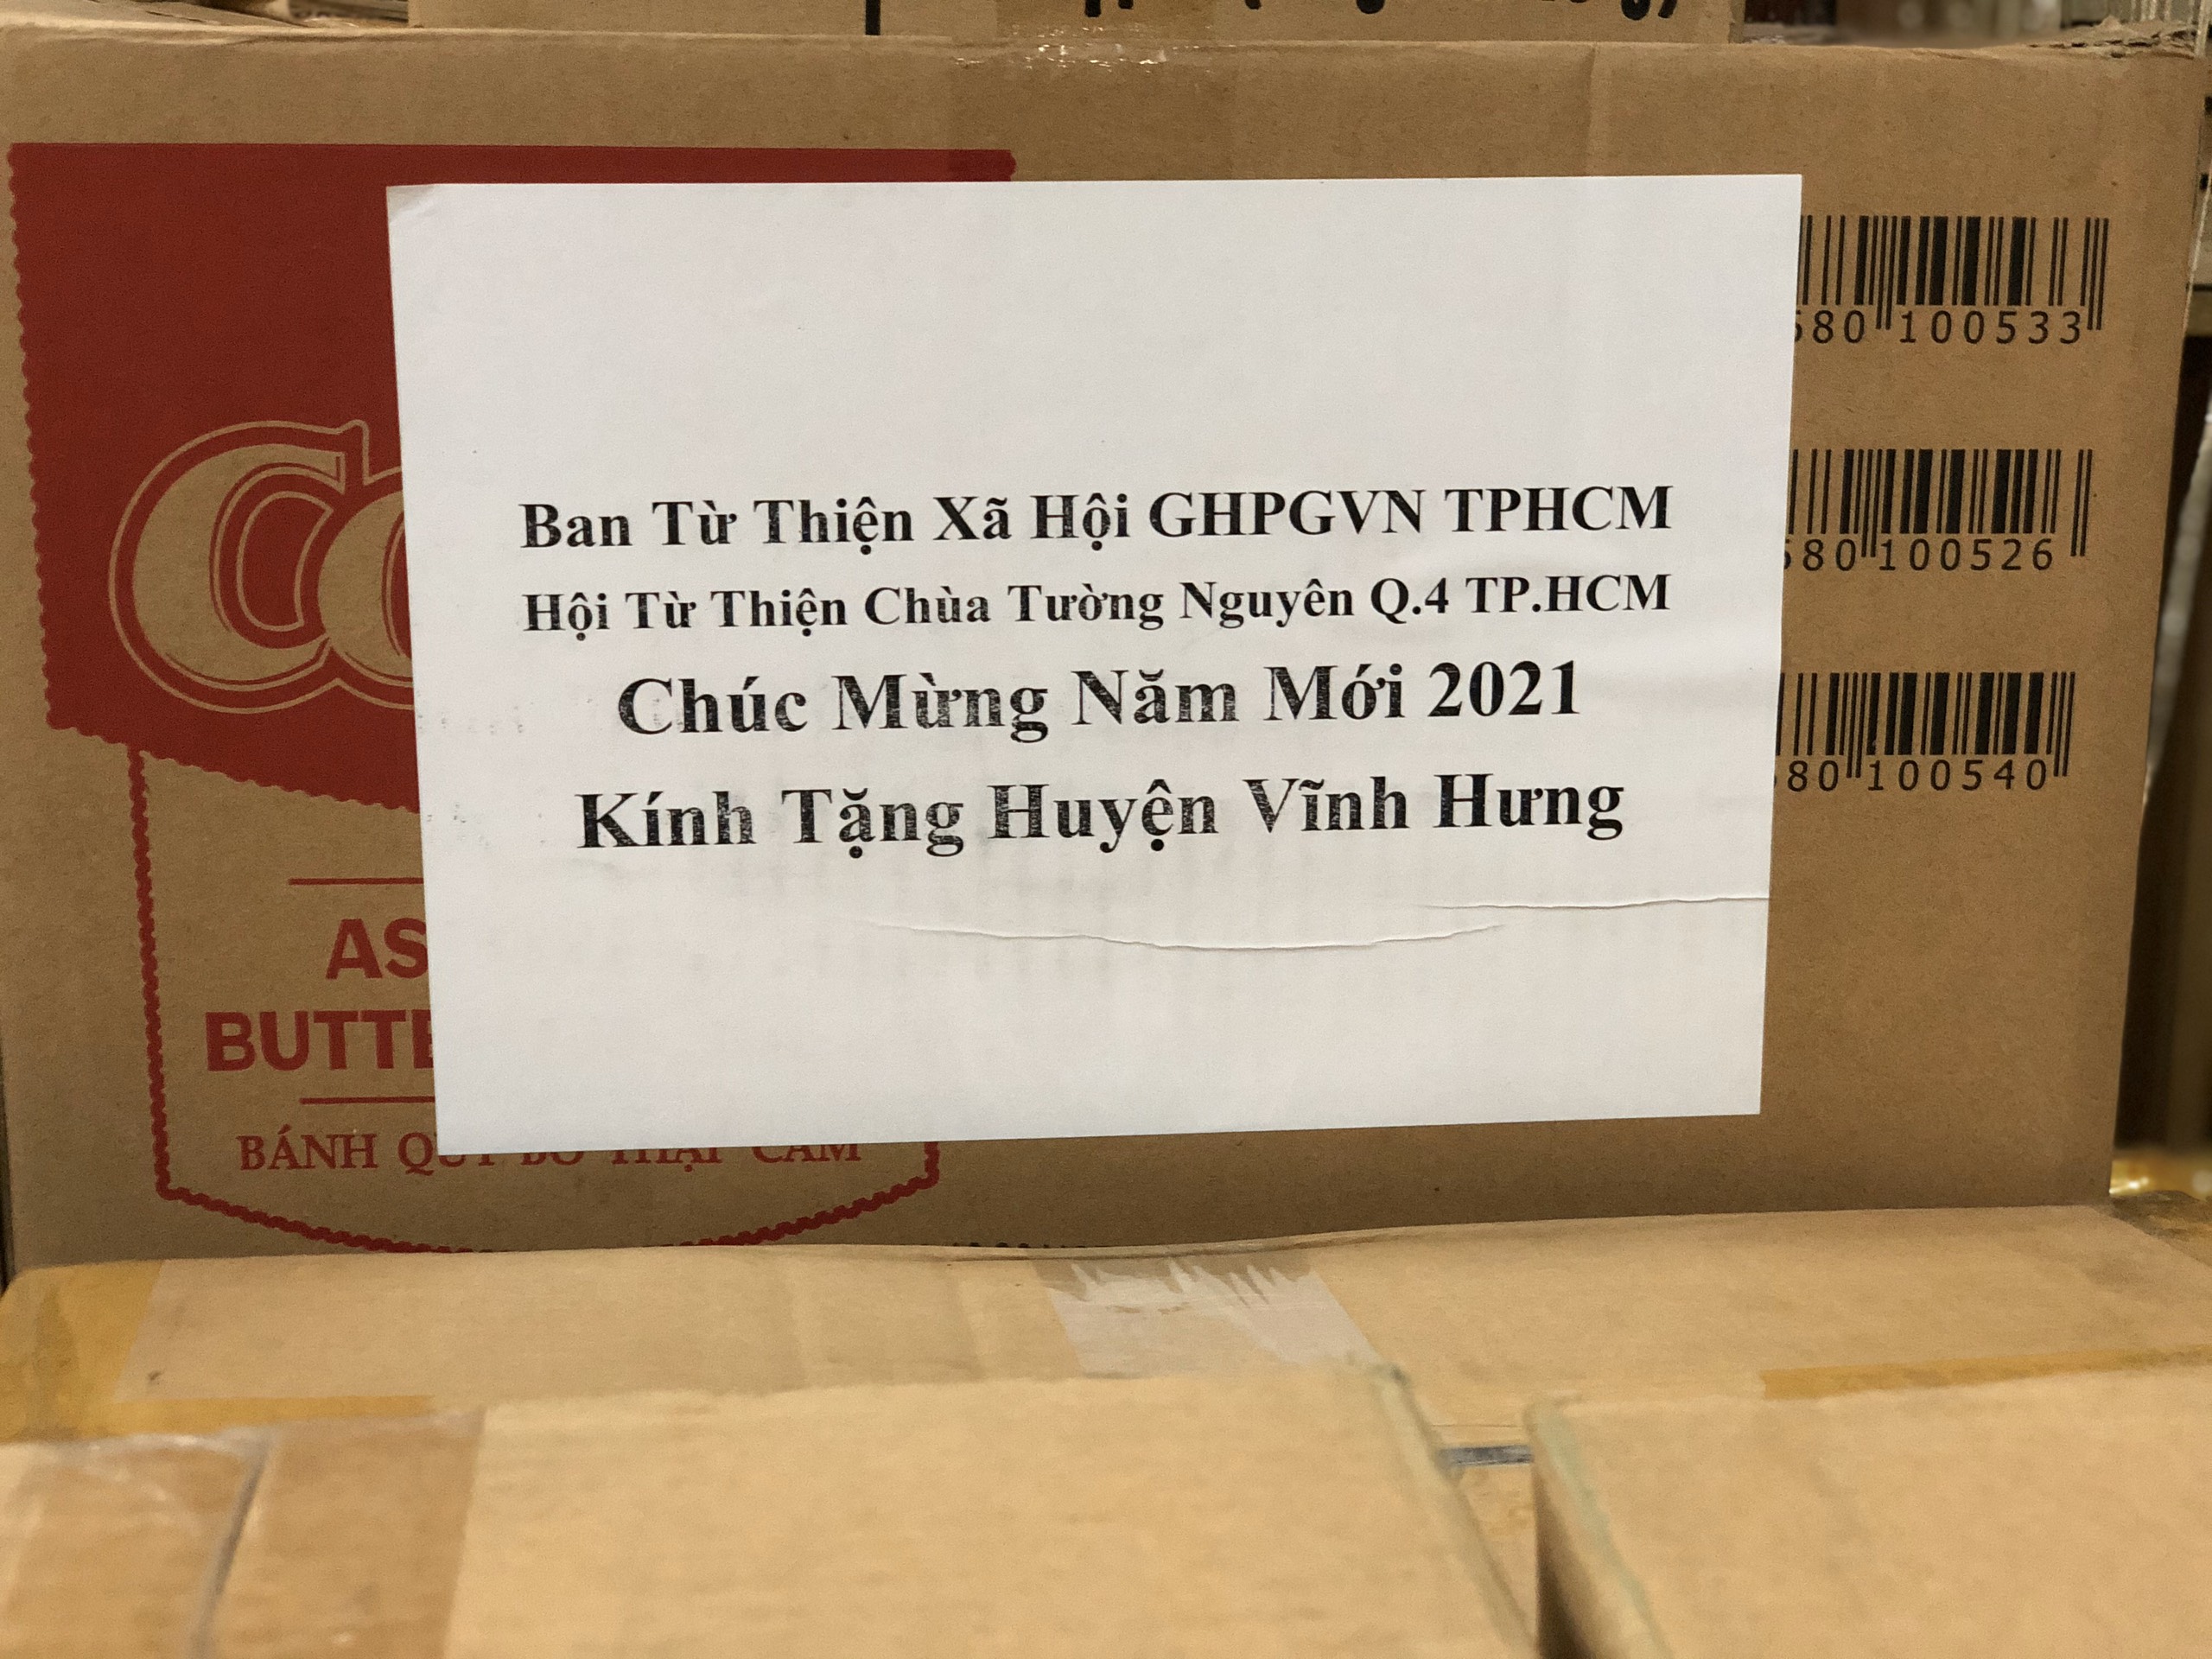 Ban Từ Thiện Xã Hội GHPGVN TPHCM
Hội Từ Thiện Chùa Tường Nguyên Q.4 TP.HCM
Chúc Mừng Năm Mới 2021
Kính Tặng Huyện Vĩnh Hưng
80 100533
80 100526
80 100540
BÁNH